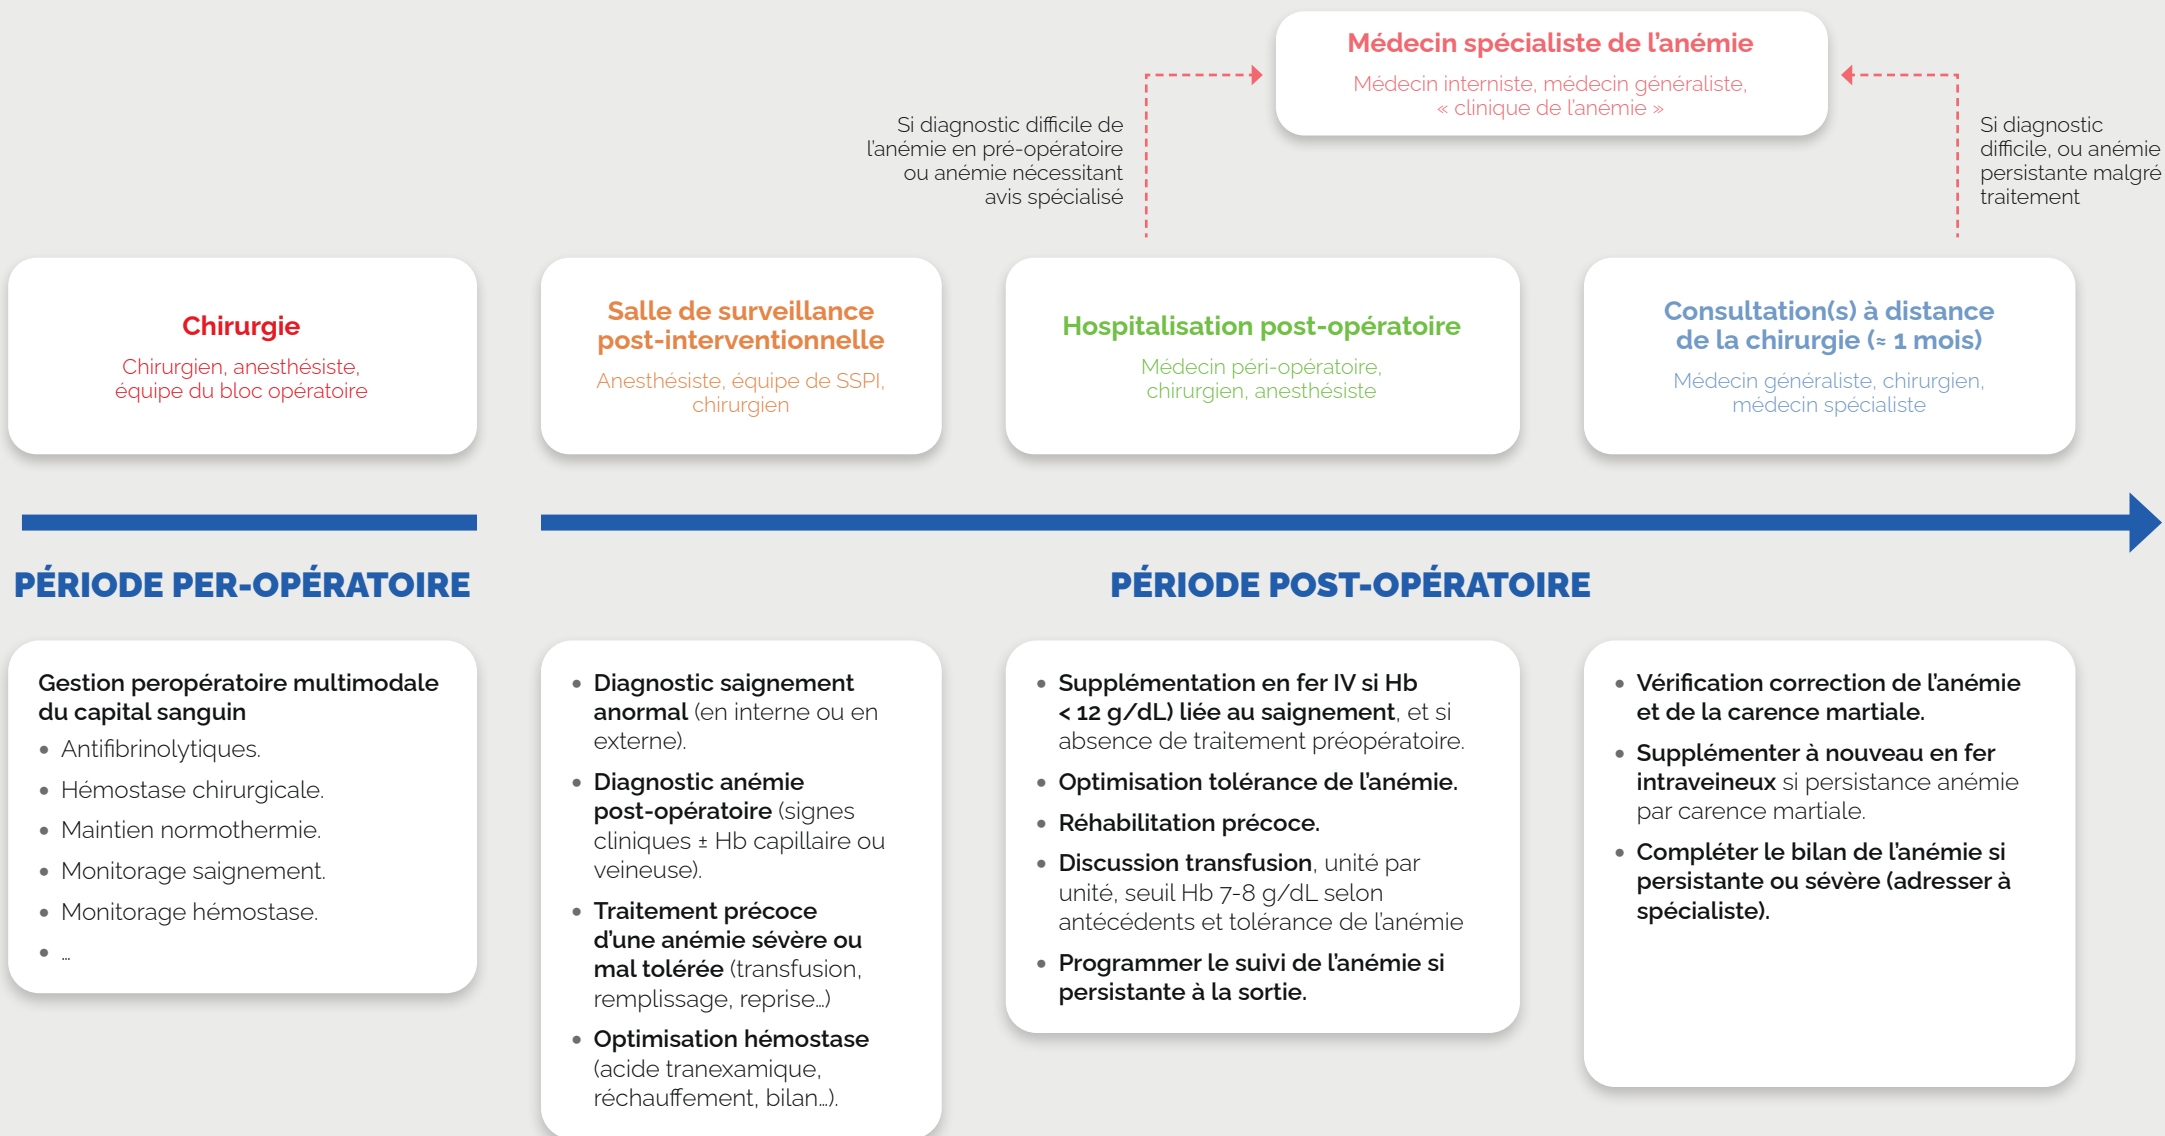 Médecin spécialiste de l’anémie
Médecin interniste, médecin généraliste,
« clinique de l’anémie »
Si diagnostic difficile de
l’anémie en pré-opératoire
ou anémie nécessitant
avis spécialisé
Si diagnostic
difficile, ou anémie
persistante malgré
traitement
Chirurgie
Chirurgien, anesthésiste,
équipe du bloc opératoire
Salle de surveillance
post-interventionnelle
Anesthésiste, équipe de SSPI,
chirurgien
Hospitalisation post-opératoire
Médecin péri-opératoire,
chirurgien, anesthésiste
Consultation(s) à distance
de la chirurgie (≈ 1 mois)
Médecin généraliste, chirurgien,
médecin spécialiste
PÉRIODE PER-OPÉRATOIRE
PÉRIODE POST-OPÉRATOIRE
Gestion peropératoire multimodale
du capital sanguin
• Antifibrinolytiques.
• Hémostase chirurgicale.
• Maintien normothermie.
• Monitorage saignement.
• Monitorage hémostase.
• …
• Diagnostic saignement
anormal (en interne ou en
externe).
• Diagnostic anémie
post-opératoire (signes
cliniques ± Hb capillaire ou
veineuse).
• Traitement précoce
d’une anémie sévère ou
mal tolérée (transfusion,
remplissage, reprise…)
• Optimisation hémostase
(acide tranexamique,
réchauffement, bilan…).
• Supplémentation en fer IV si Hb
< 12 g/dL) liée au saignement, et si
absence de traitement préopératoire.
• Optimisation tolérance de l’anémie.
• Réhabilitation précoce.
• Discussion transfusion, unité par
unité, seuil Hb 7-8 g/dL selon
antécédents et tolérance de l’anémie
• Programmer le suivi de l’anémie si
persistante à la sortie.
• Vérification correction de l’anémie
et de la carence martiale.
• Supplémenter à nouveau en fer
intraveineux si persistance anémie
par carence martiale.
• Compléter le bilan de l’anémie si
persistante ou sévère (adresser à
spécialiste).